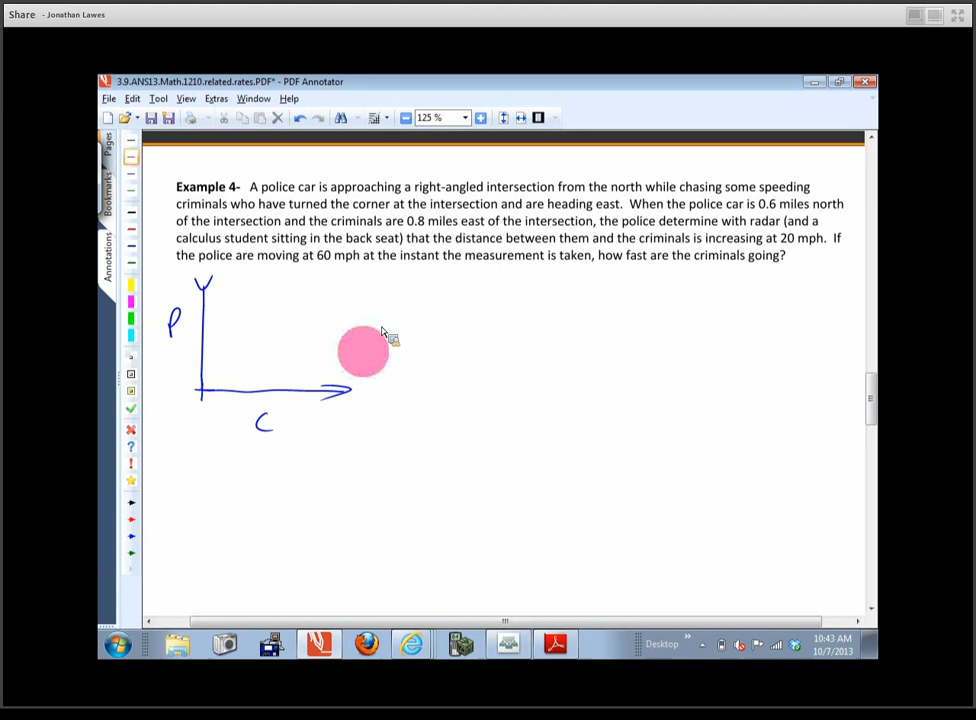 Share - Jonathan Lawes
3.9.ANS13.Math.1210.related.rates.PDF* - PDF Annotator
File Edit Tool View Extras Window Help
125 %
Pages
Bookmarks
Annotations
Example 4- A police car is approaching a right-angled intersection from the north while chasing some speeding
criminals who have turned the corner at the intersection and are heading east. When the police car is 0.6 miles north
of the intersection and the criminals are 0.8 miles east of the intersection, the police determine with radar (and a
calculus student sitting in the back seat) that the distance between them and the criminals is increasing at 20 mph. If
the police are moving at 60 mph at the instant the measurement is taken, how fast are the criminals going?
P
C
Desktop
10:43 AM
10/7/2013